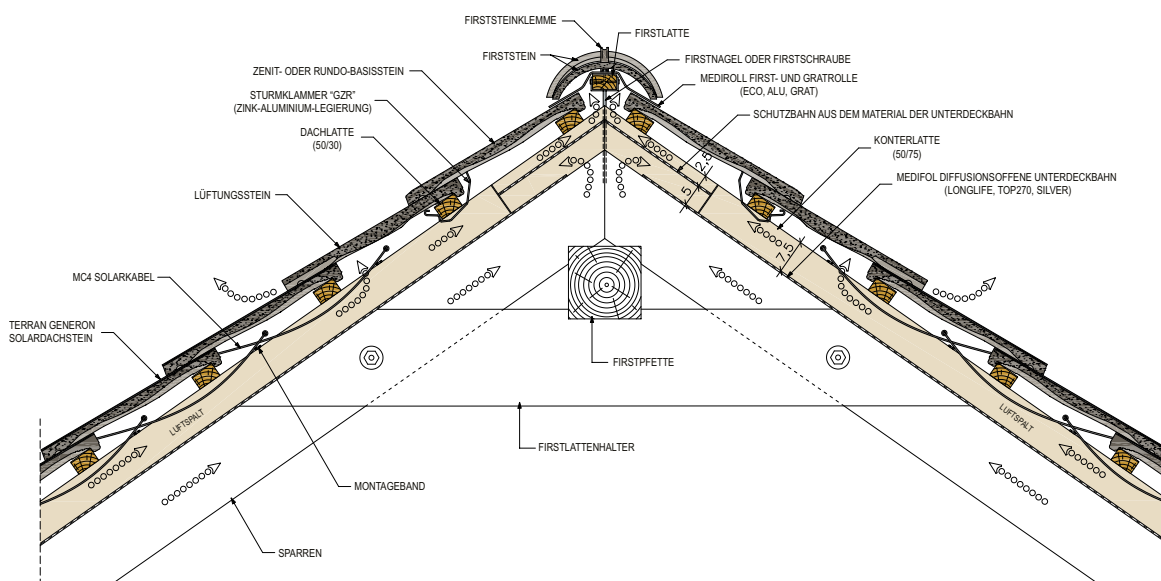 FIRSTSTEINKLEMME
FIRSTLATTE
FIRSTSTEIN
FIRSTNAGEL ODER FIRSTSCHRAUBE
ZENIT- ODER RUNDO-BASISSTEIN
MEDIROLL FIRST- UND GRATROLLE
(ECO, ALU, GRAT)
STURMKLAMMER "GZR"
(ZINK-ALUMINIUM-LEGIERUNG)
SCHUTZBAHN AUS DEM MATERIAL DER UNTERDECKBAHN
DACHLATTE
(50/30)
KONTERLATTE
(50/75)
2,5
5
7,5
MEDIFOL DIFFUSIONSOFFENE UNTERDECKBAHN
(LONGLIFE, TOP270, SILVER)
LÜFTUNGSSTEIN
MC4 SOLARKABEL
TERRAN GENERON
SOLARDACHSTEIN
FIRSTPFETTE
LUFTSPALT
LUFTSPALT
FIRSTLATTENHALTER
MONTAGEBAND
SPARREN